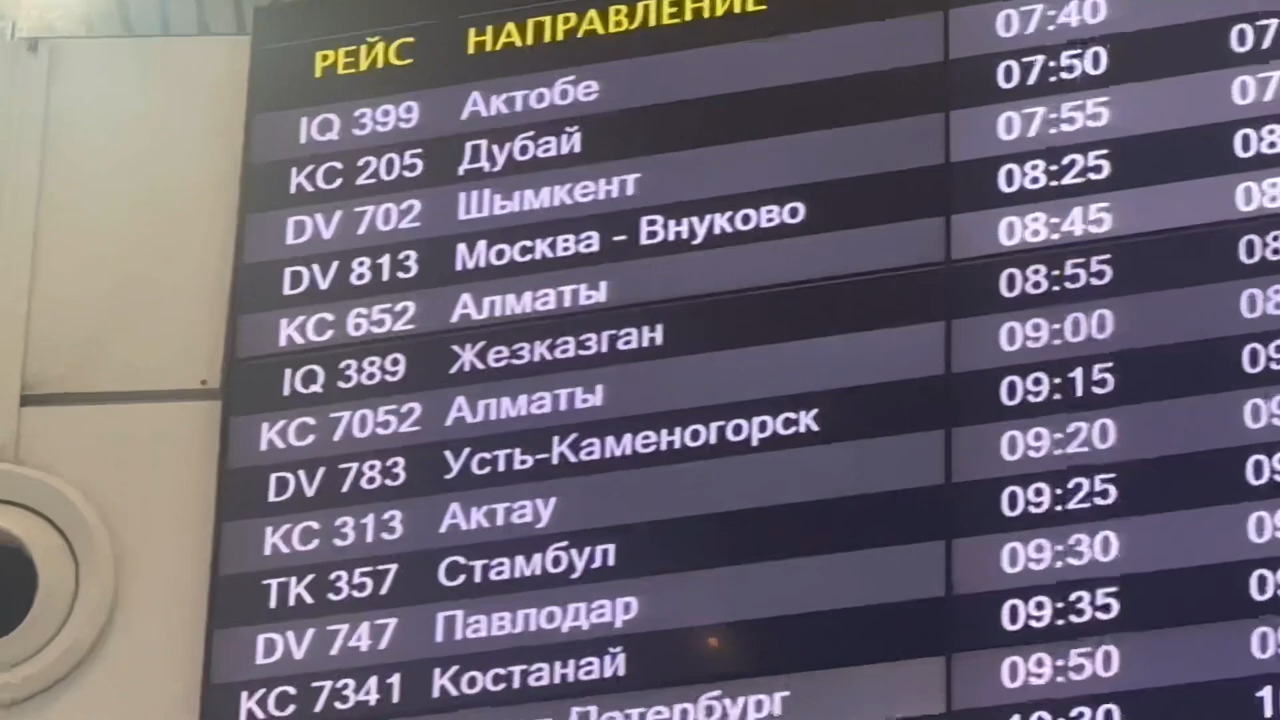 РЕЙС НАПРАВЛЕНИЕ
IQ 399 Актобе 07:40
KC 205 Дубай 07:50
DV 702 Шымкент 07:55
DV 813 Москва - Внуково 08:25
KC 652 Алматы 08:45
IQ 389 Жезказган 08:55
KC 7052 Алматы 09:00
DV 783 Усть-Каменогорск 09:15
KC 313 Актау 09:20
TK 357 Стамбул 09:25
DV 747 Павлодар 09:30
KC 7341 Костанай 09:35
Петербург 09:50